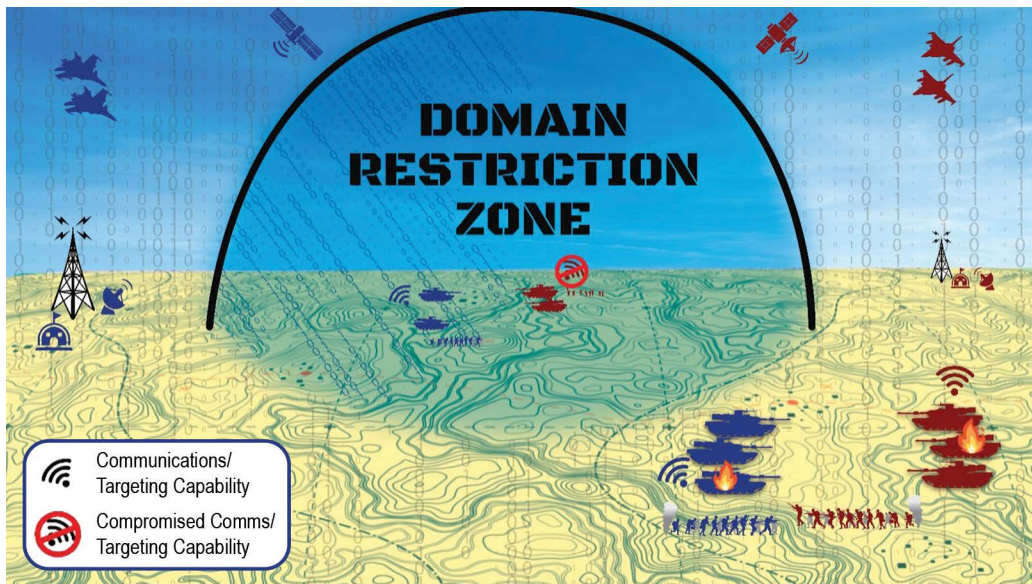 DOMAIN
RESTRICTION
ZONE
Communications/
Targeting Capability
Compromised Comms/
Targeting Capability